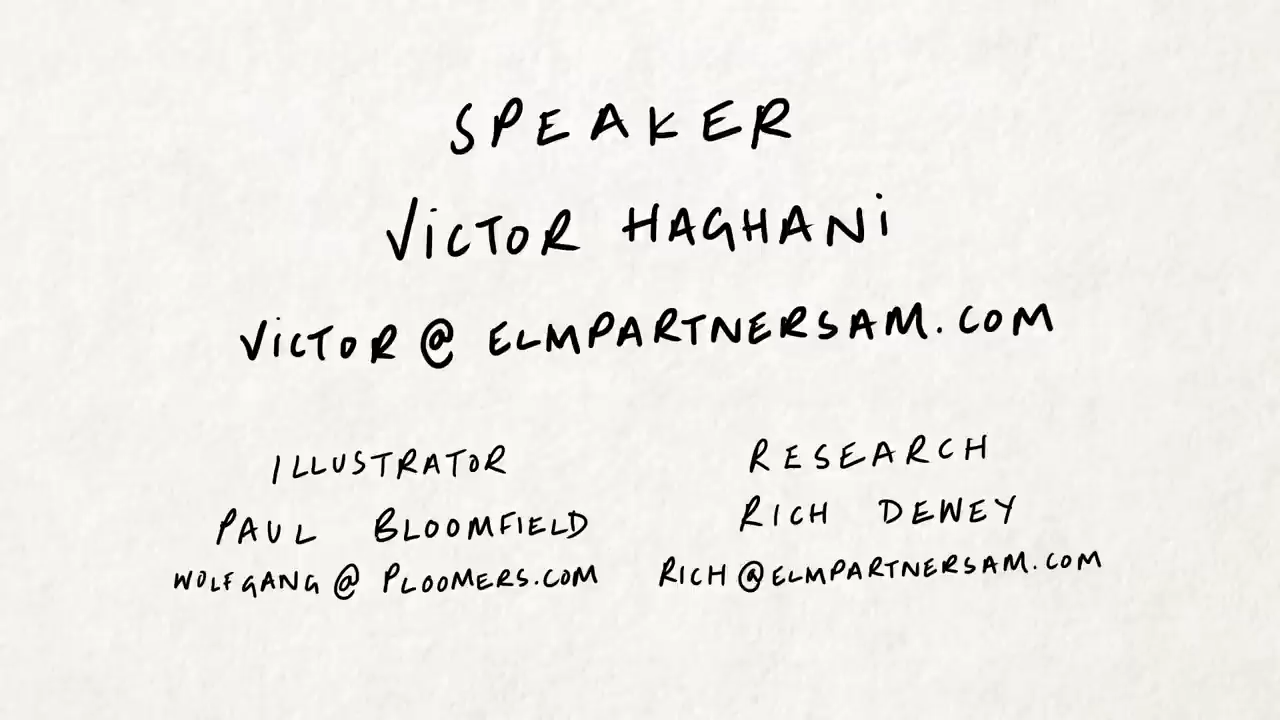 SPEAKER
VICTOR HAGHANI
VICTOR@ELMPARTNERSAM.COM
ILLUSTRATOR
PAUL BLOOMFIELD
WOLFGANG@PLOOMERS.COM
RESEARCH
RICH DEWEY
RICH@ELMPARTNERSAM.COM